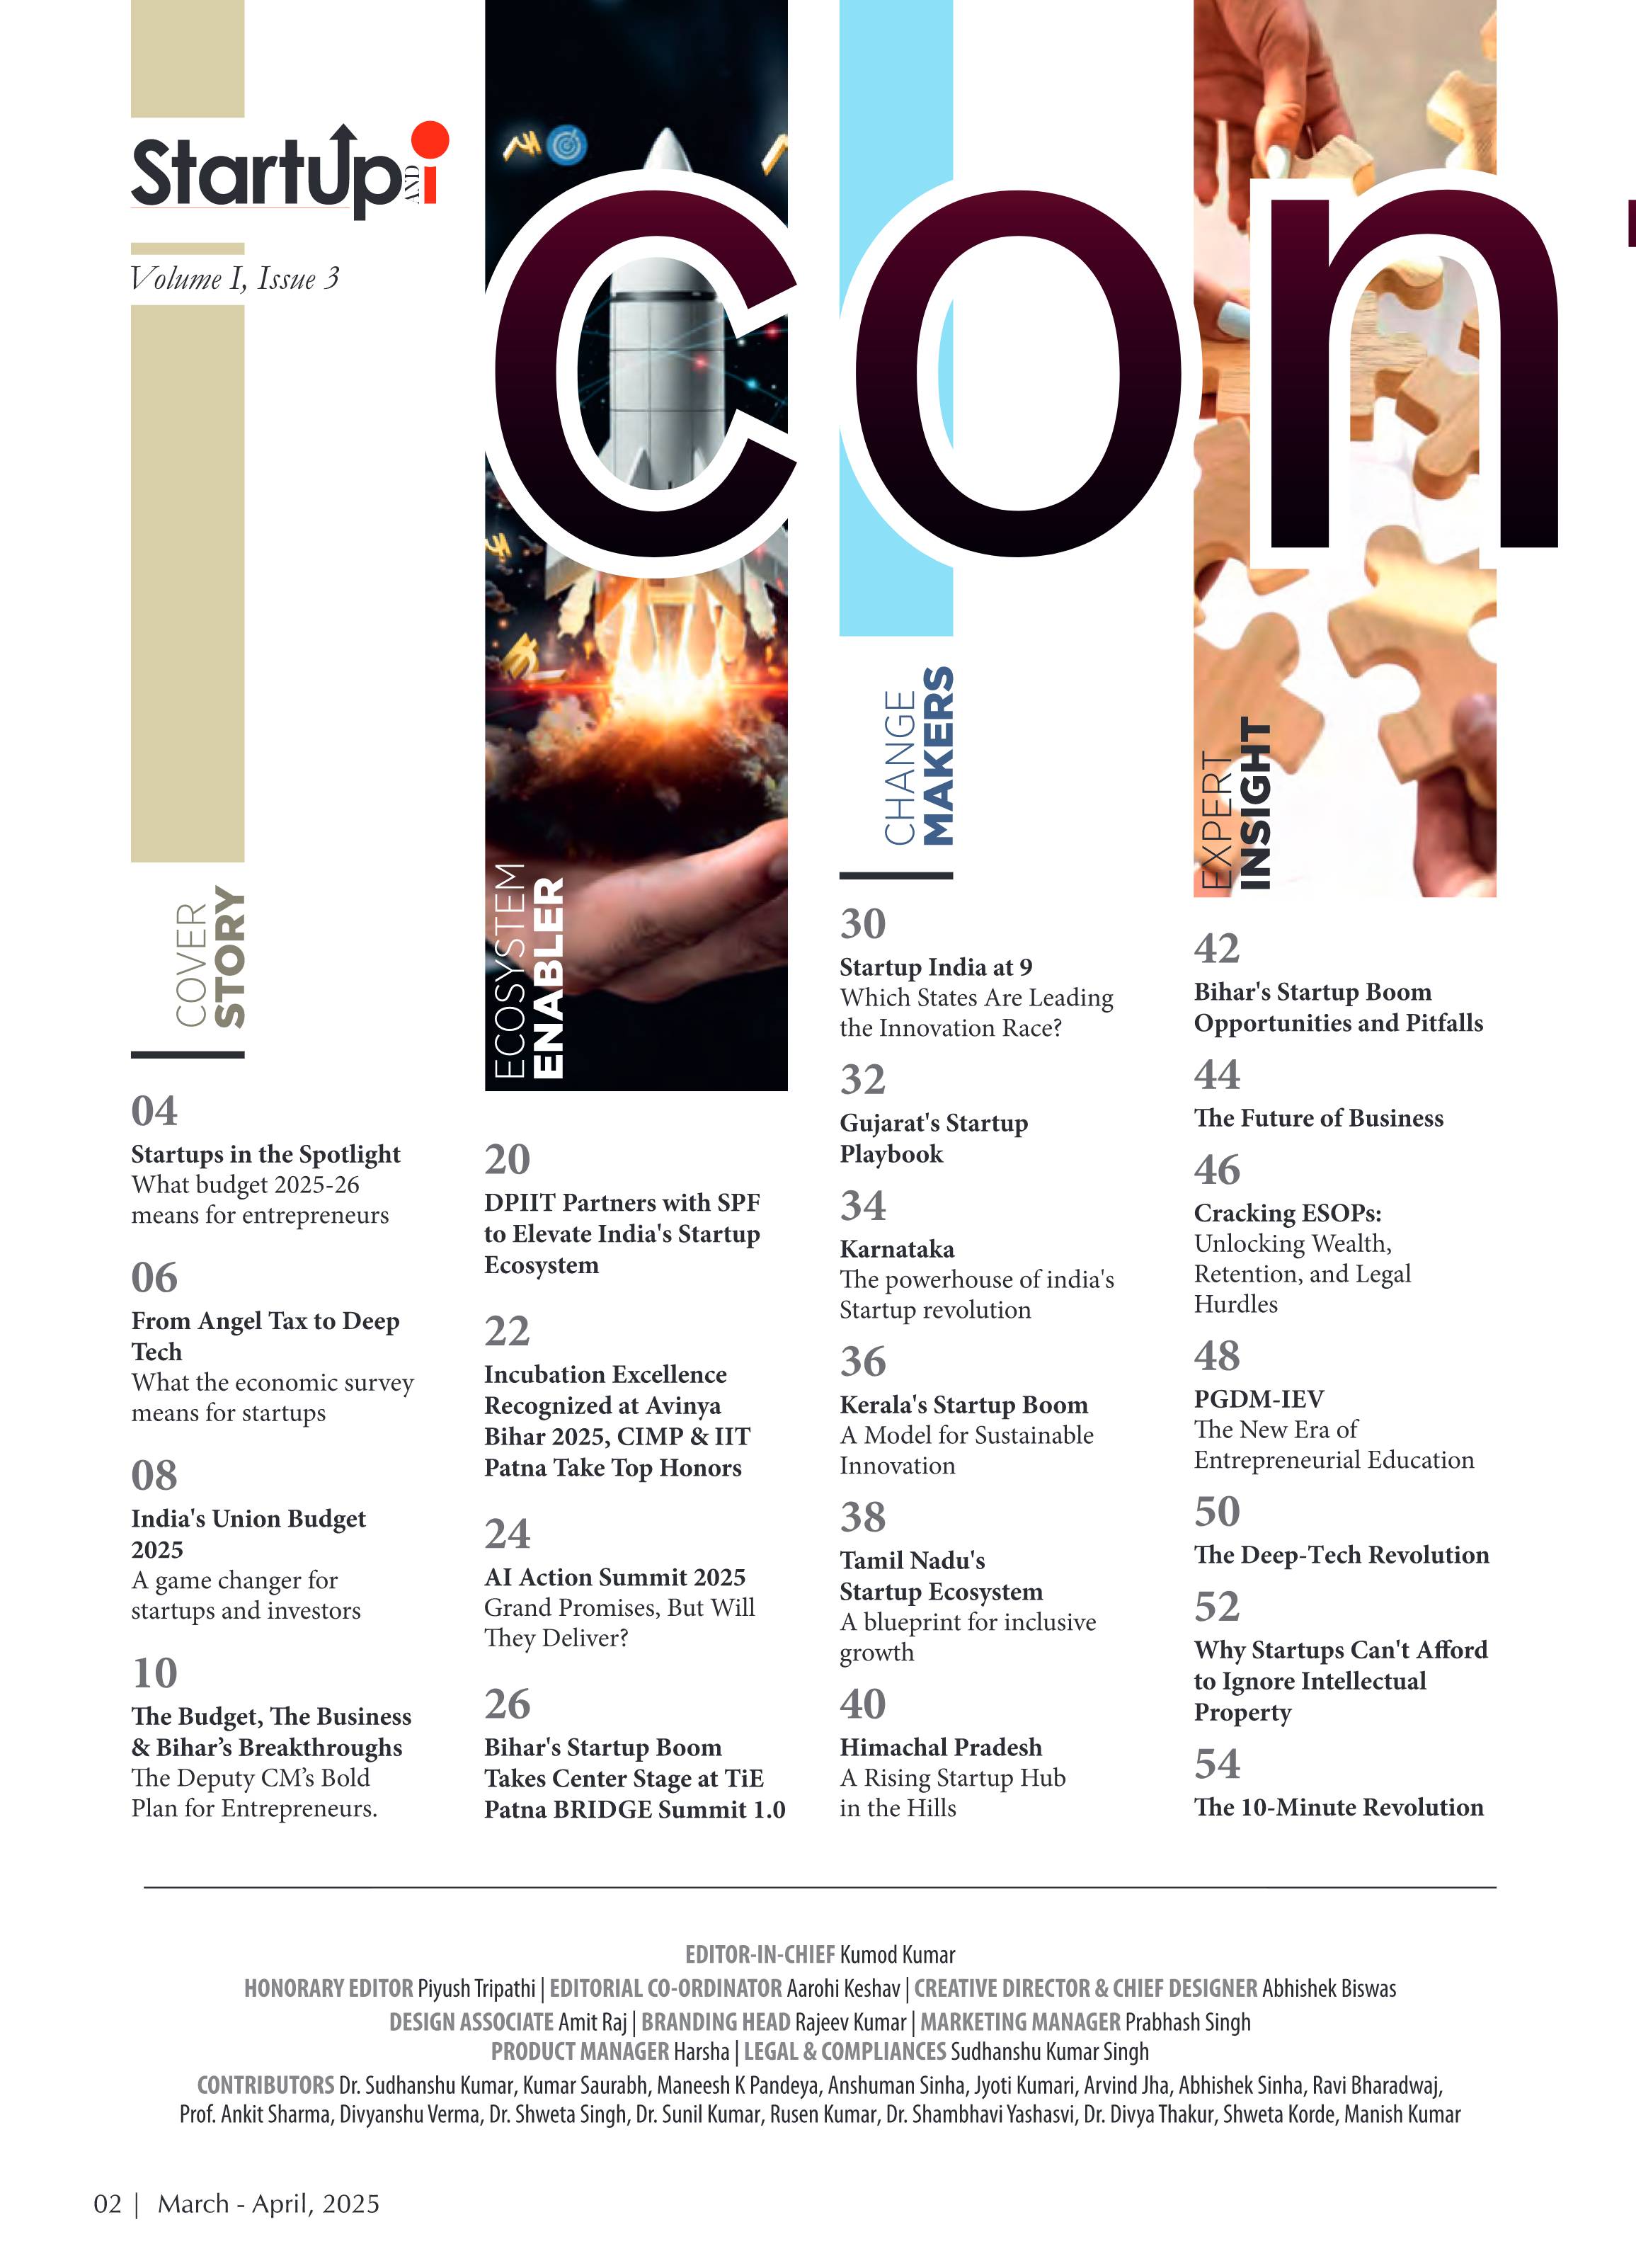 StartUp AND i
Volume I, Issue 3
con
COVER
STORY
04
Startups in the Spotlight
What budget 2025-26
means for entrepreneurs
06
From Angel Tax to Deep
Tech
What the economic survey
means for startups
08
India's Union Budget
2025
A game changer for
startups and investors
10
The Budget, The Business
& Bihar’s Breakthroughs
The Deputy CM’s Bold
Plan for Entrepreneurs.
ECOSYSTEM
ENABLER
20
DPIIT Partners with SPF
to Elevate India's Startup
Ecosystem
22
Incubation Excellence
Recognized at Avinya
Bihar 2025, CIMP & IIT
Patna Take Top Honors
24
AI Action Summit 2025
Grand Promises, But Will
They Deliver?
26
Bihar's Startup Boom
Takes Center Stage at TiE
Patna BRIDGE Summit 1.0
CHANGE
MAKERS
30
Startup India at 9
Which States Are Leading
the Innovation Race?
32
Gujarat's Startup
Playbook
34
Karnataka
The powerhouse of india's
Startup revolution
36
Kerala's Startup Boom
A Model for Sustainable
Innovation
38
Tamil Nadu's
Startup Ecosystem
A blueprint for inclusive
growth
40
Himachal Pradesh
A Rising Startup Hub
in the Hills
EXPERT
INSIGHT
42
Bihar's Startup Boom
Opportunities and Pitfalls
44
The Future of Business
46
Cracking ESOPs:
Unlocking Wealth,
Retention, and Legal
Hurdles
48
PGDM-IEV
The New Era of
Entrepreneurial Education
50
The Deep-Tech Revolution
52
Why Startups Can't Afford
to Ignore Intellectual
Property
54
The 10-Minute Revolution
EDITOR-IN-CHIEF Kumod Kumar
HONORARY EDITOR Piyush Tripathi | EDITORIAL CO-ORDINATOR Aarohi Keshav | CREATIVE DIRECTOR & CHIEF DESIGNER Abhishek Biswas
DESIGN ASSOCIATE Amit Raj | BRANDING HEAD Rajeev Kumar | MARKETING MANAGER Prabhash Singh
PRODUCT MANAGER Harsha | LEGAL & COMPLIANCES Sudhanshu Kumar Singh
CONTRIBUTORS Dr. Sudhanshu Kumar, Kumar Saurabh, Maneesh K Pandeya, Anshuman Sinha, Jyoti Kumari, Arvind Jha, Abhishek Sinha, Ravi Bharadwaj,
Prof. Ankit Sharma, Divyanshu Verma, Dr. Shweta Singh, Dr. Sunil Kumar, Rusen Kumar, Dr. Shambhavi Yashasvi, Dr. Divya Thakur, Shweta Korde, Manish Kumar
02 | March - April, 2025